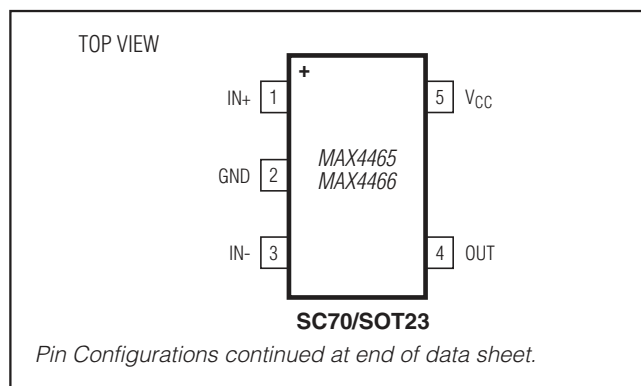 TOP VIEW
+
IN+ 1
5 VCC
MAX4465
MAX4466
GND 2
IN- 3
4 OUT
SC70/SOT23
Pin Configurations continued at end of data sheet.